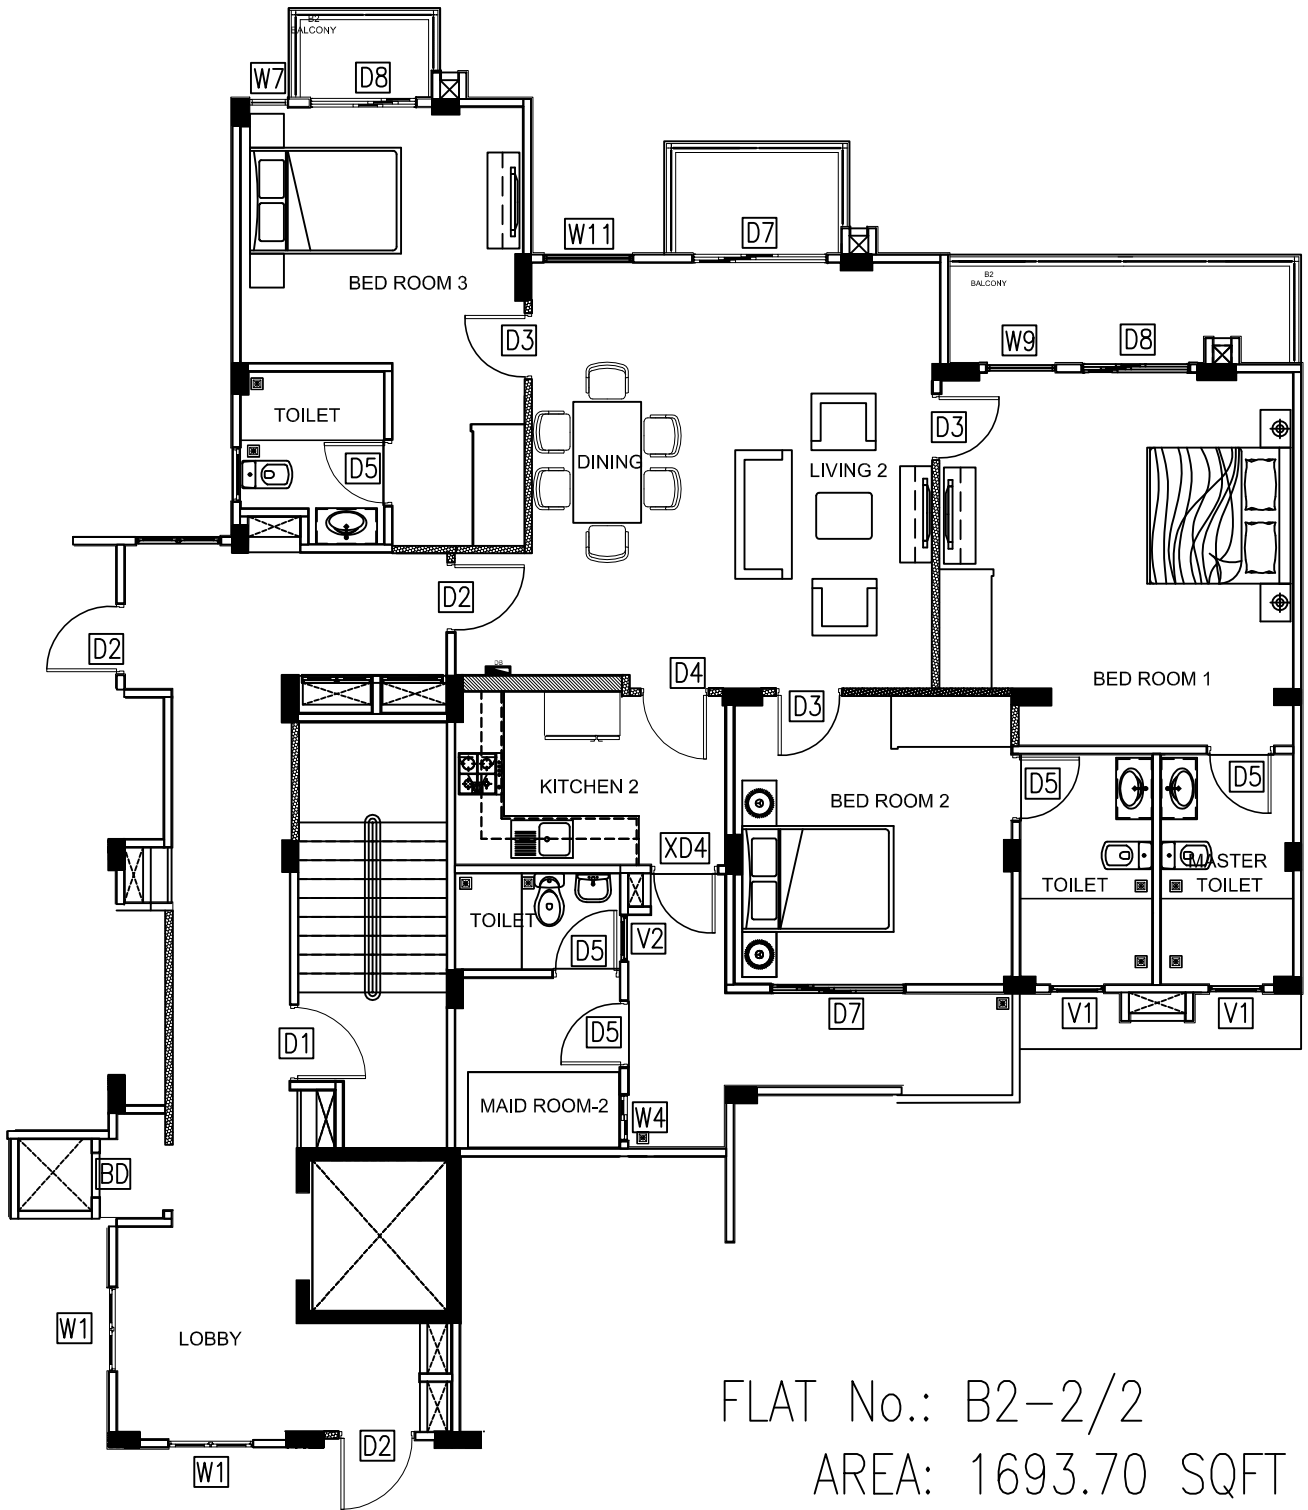 B2
BALCONY
W7
D8
W11
D7
BED ROOM 3
B2
BALCONY
D3
W9
D8
TOILET
D3
DINING
LIVING 2
D5
D2
D2
DB
D4
BED ROOM 1
D3
KITCHEN 2
BED ROOM 2
D5
D5
XD4
MASTER
TOILET
TOILET
TOILET
V2
D5
D7
V1
V1
D1
D5
MAID ROOM-2
W4
BD
W1
LOBBY
D2
W1
FLAT No.: B2-2/2
AREA: 1693.70 SQFT